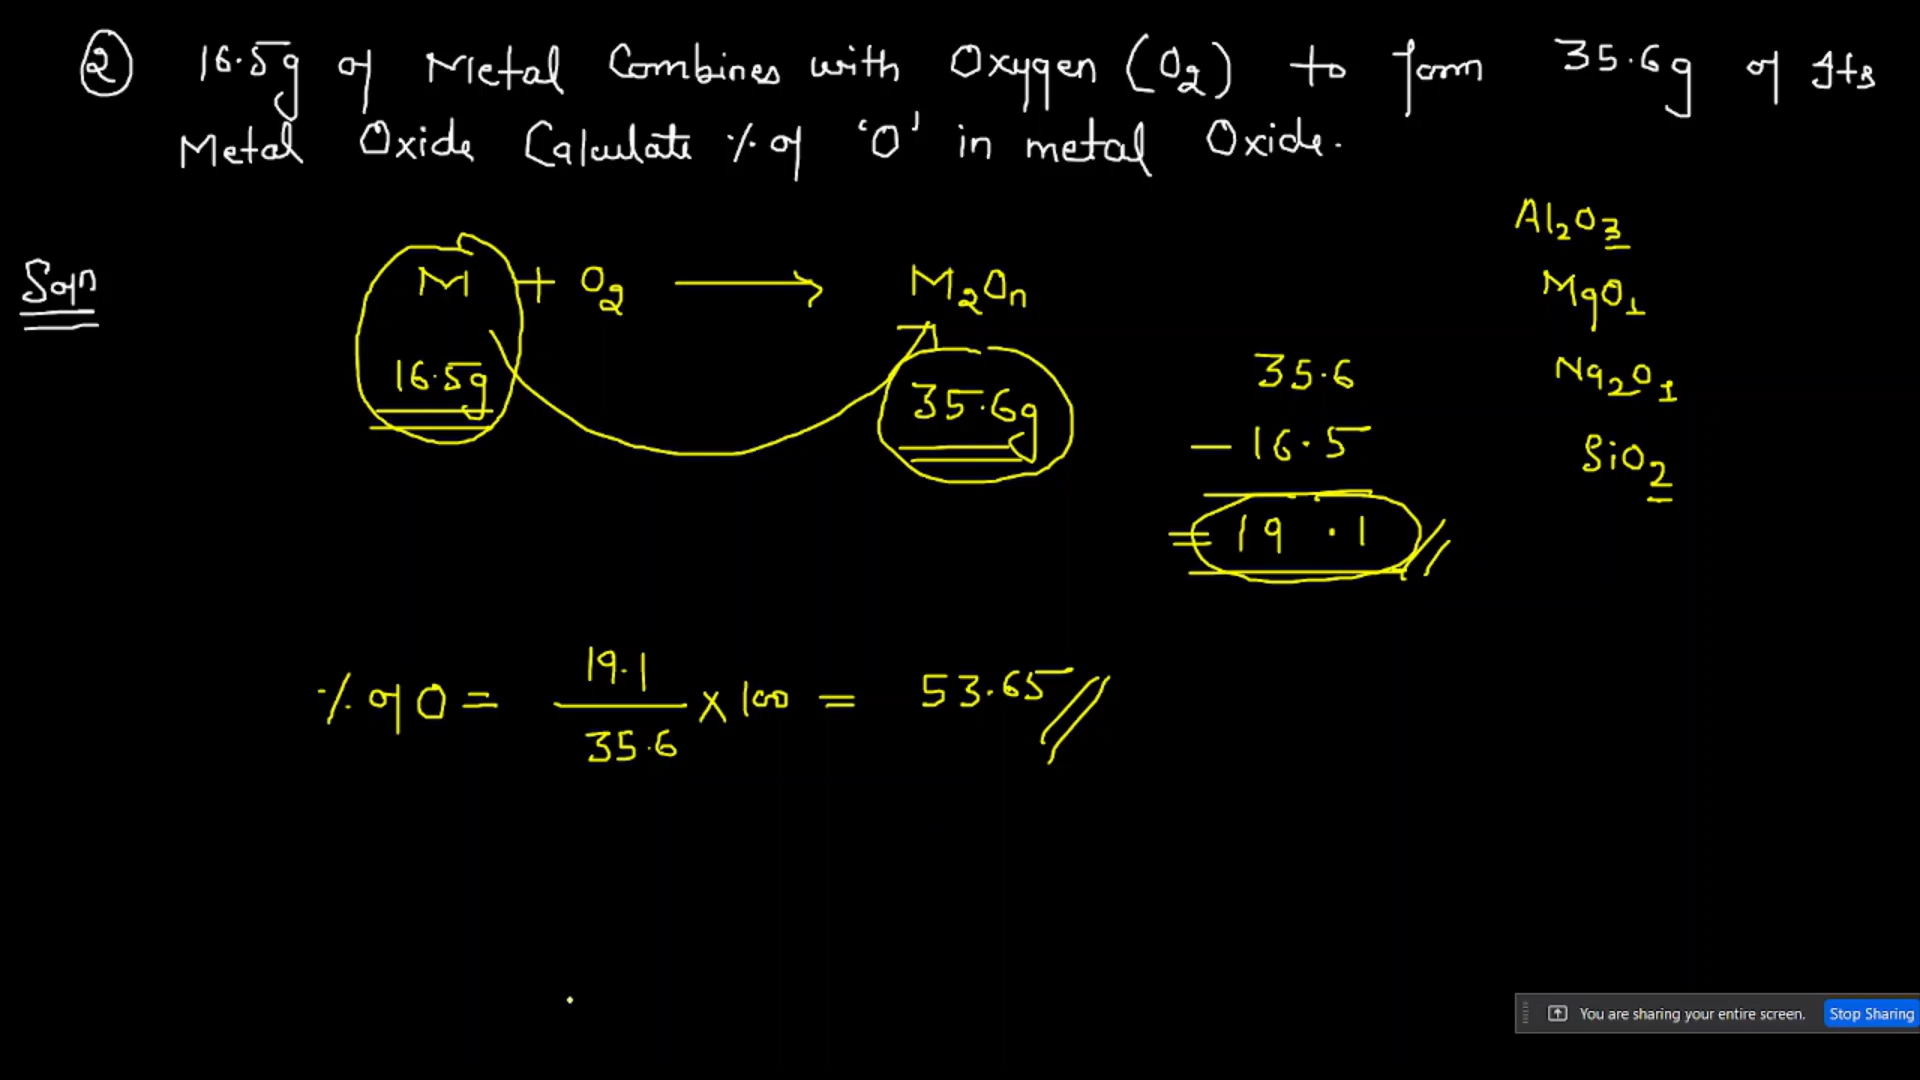 ② 16.5g of Metal Combines with Oxygen (O₂) to form 35.6g of Its
Metal Oxide Calculate % of 'O' in metal Oxide.
Soln
M + O₂ ⟶ M₂Oₙ
16.5g
35.6g
35.6
— 16.5
= 19.1
Al₂O₃
MgO₁
Na₂O₁
SiO₂
% of O = 19.1/35.6 × 100 = 53.65
You are sharing your entire screen.
Stop Sharing